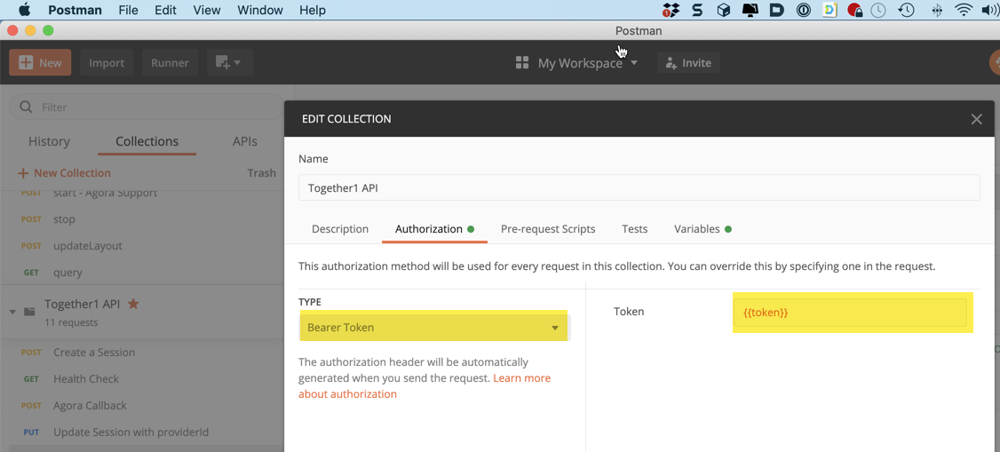 Postman File Edit View Window Help
Postman
New Import Runner My Workspace Invite
Filter
EDIT COLLECTION
History Collections APIs
Name
New Collection Trash
Together1 API
POST start - Agora Support
POST stop
Description Authorization Pre-request Scripts Tests Variables
POST updateLayout
This authorization method will be used for every request in this collection. You can override this by specifying one in the request.
GET query
TYPE
Together1 API
Token {{token}}
11 requests
Bearer Token
POST Create a Session
The authorization header will be automatically
GET Health Check
generated when you send the request. Learn more
about authorization
POST Agora Callback
PUT Update Session with providerId